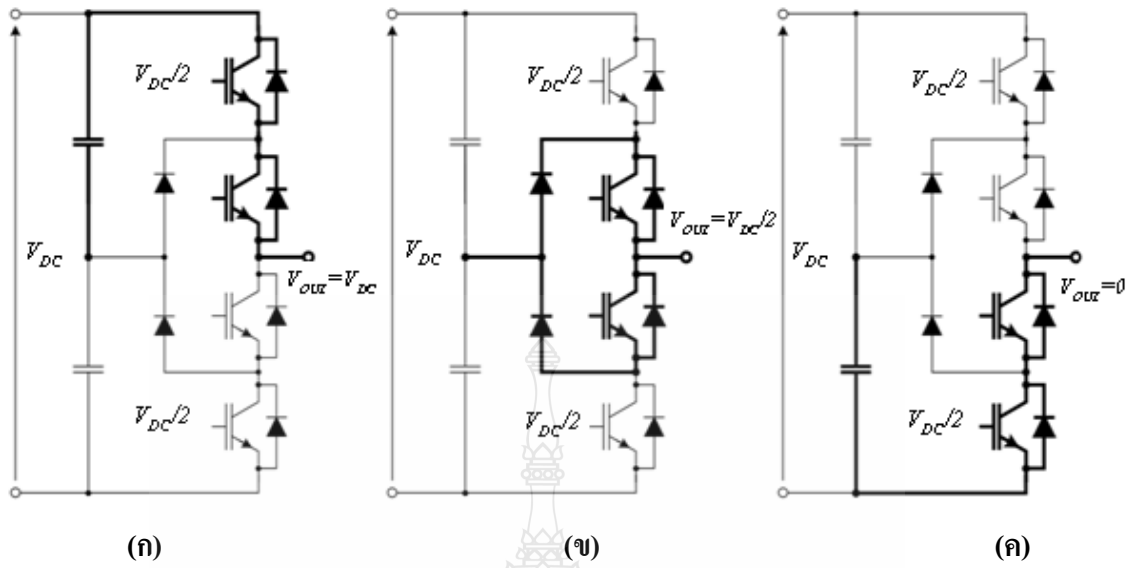 V_DC/2
V_DC
V_OUT=V_DC
V_DC/2
(ก)
V_DC/2
V_OUT=V_DC/2
V_DC
V_DC/2
(ข)
V_DC/2
V_DC
V_OUT=0
V_DC/2
(ค)